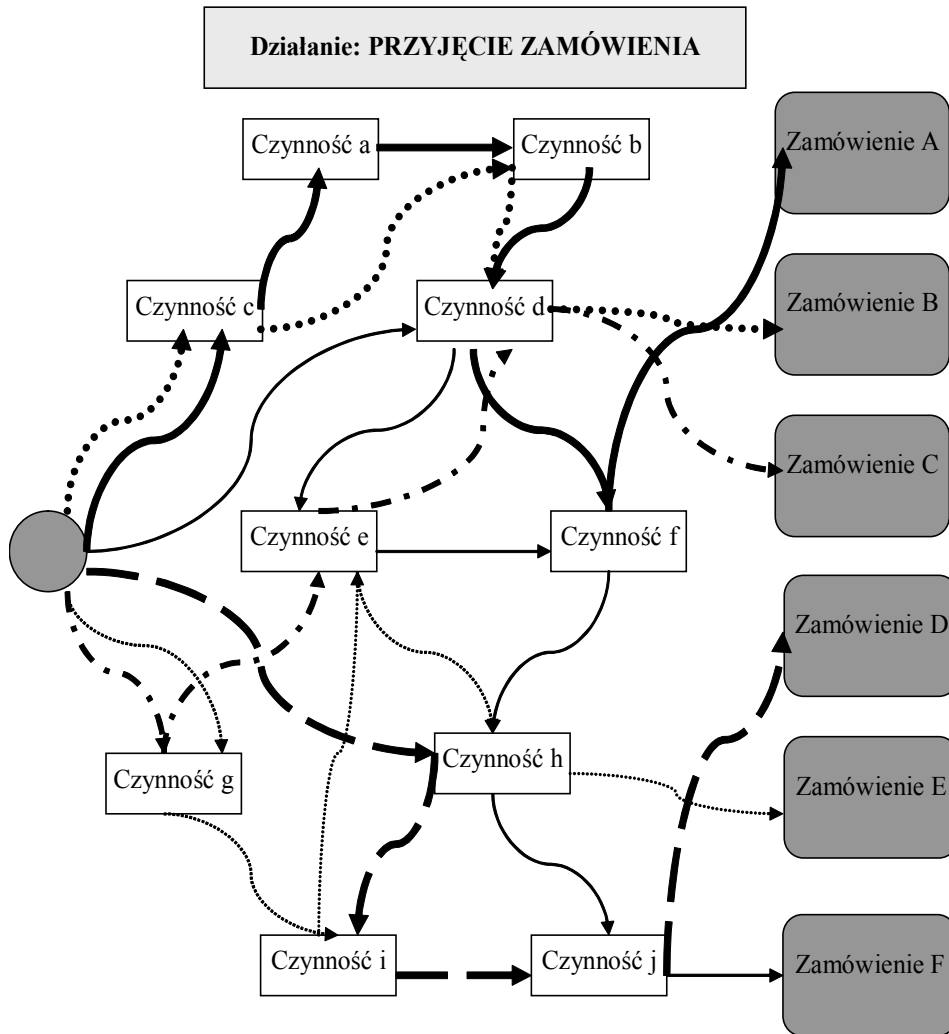 Działanie: PRZYJĘCIE ZAMÓWIENIA
Zamówienie A
Czynność a
Czynność b
Czynność c
Czynność d
Zamówienie B
Zamówienie C
Czynność e
Czynność f
Zamówienie D
Czynność g
Czynność h
Zamówienie E
Czynność i
Czynność j
Zamówienie F